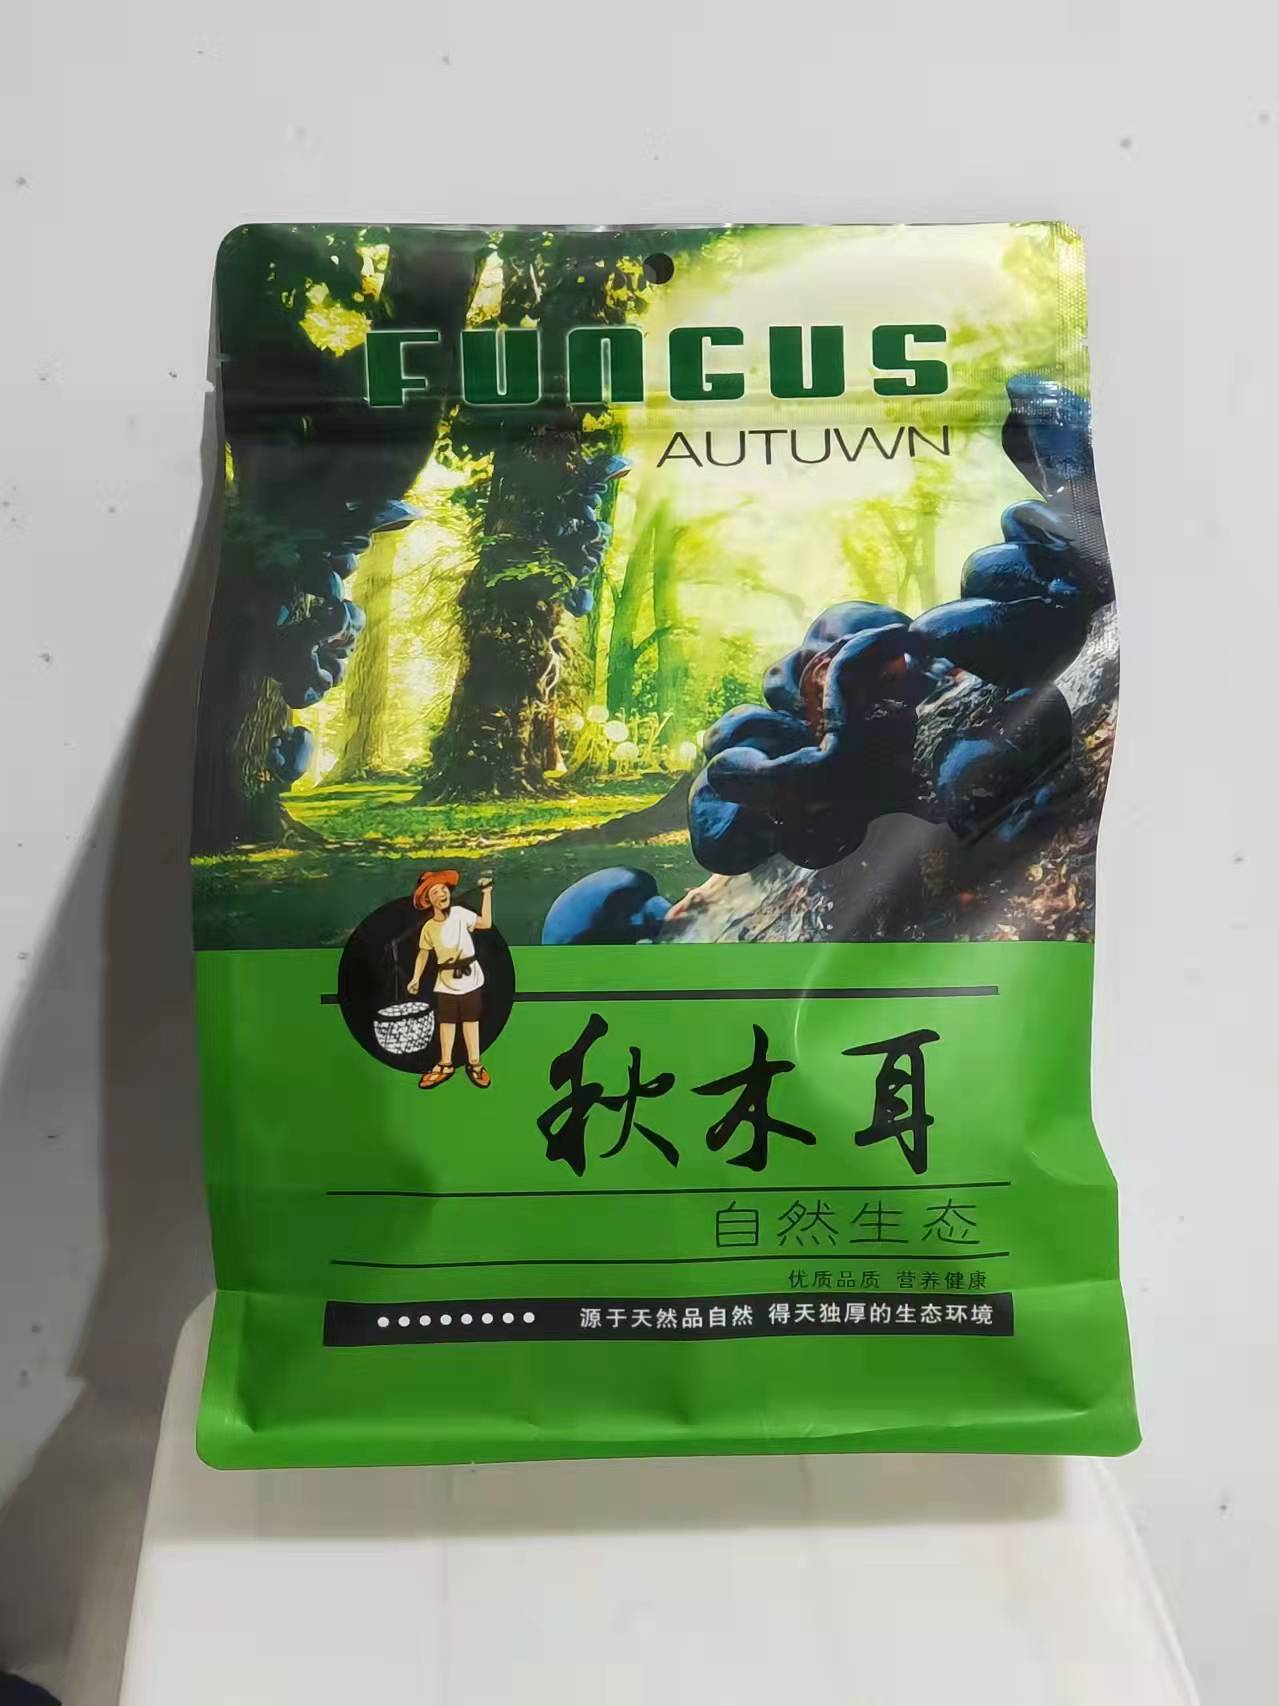 FUNGUS
AUTUWN
秋木耳
自然生态
优质品质 营养健康
源于天然品自然 得天独厚的生态环境